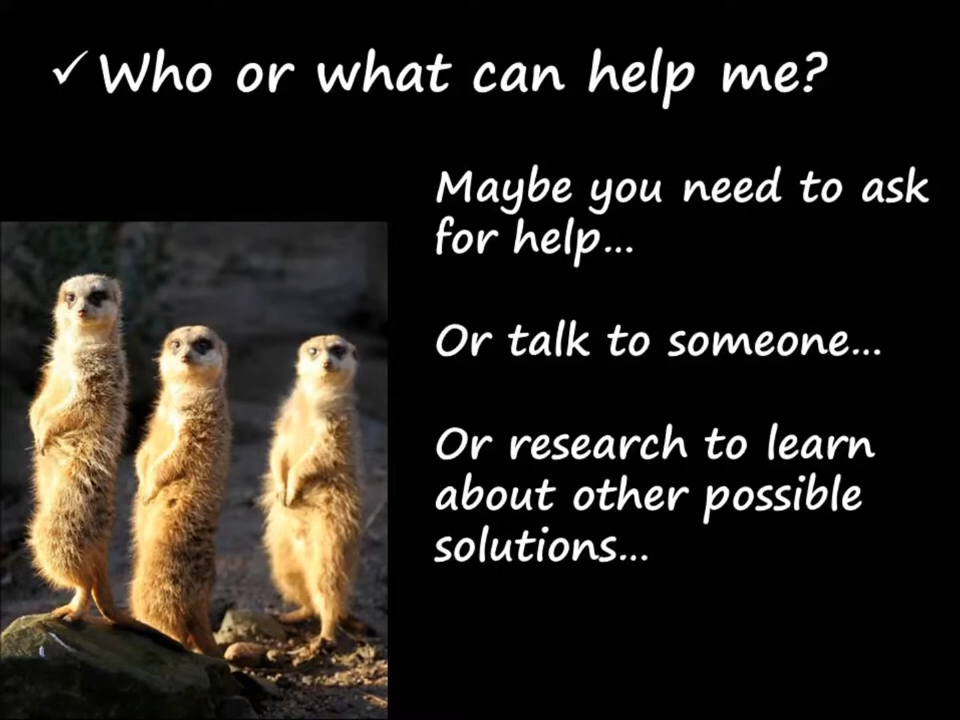 ✓ Who or what can help me?
Maybe you need to ask
for help...
Or talk to someone...
Or research to learn
about other possible
solutions...